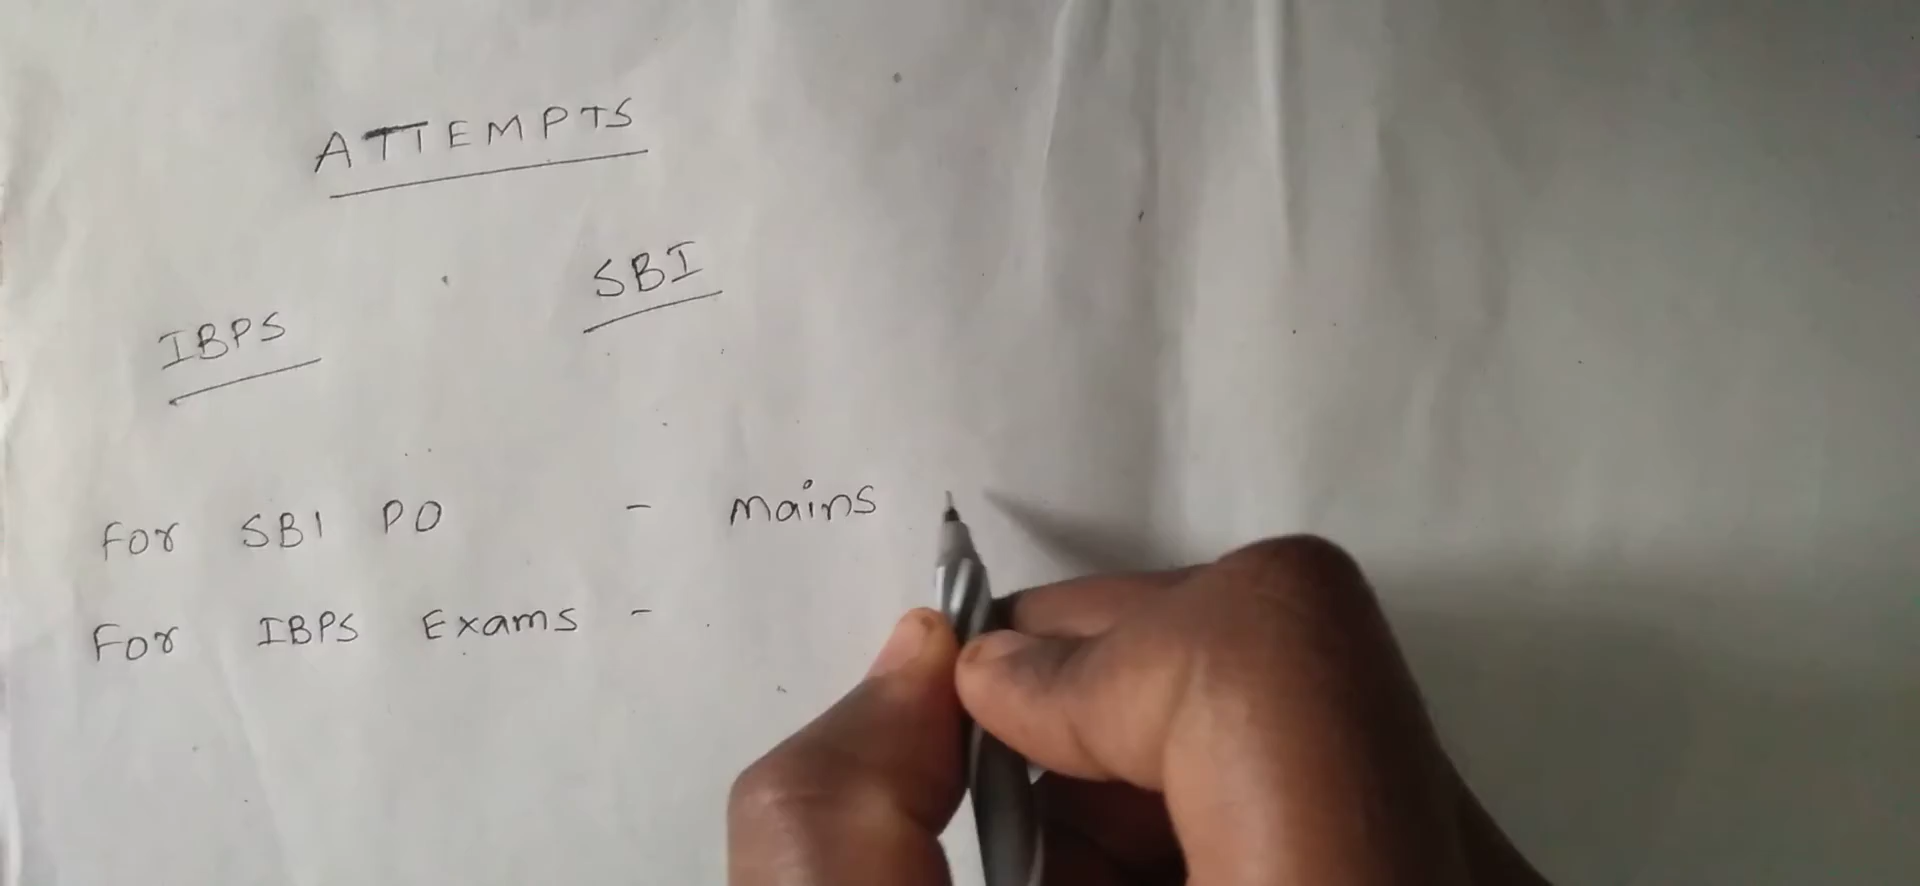 ATTEMPTS
SBI
IBPS
For SBI PO - mains
For IBPS Exams -